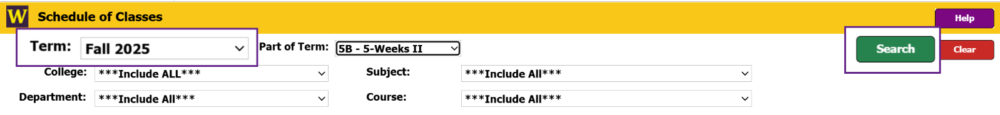 W Schedule of Classes Help
Term: Fall 2025 Part of Term: 5B - 5-Weeks II Search Clear
College: ***Include ALL*** Subject: ***Include All***
Department: ***Include All*** Course: ***Include All***